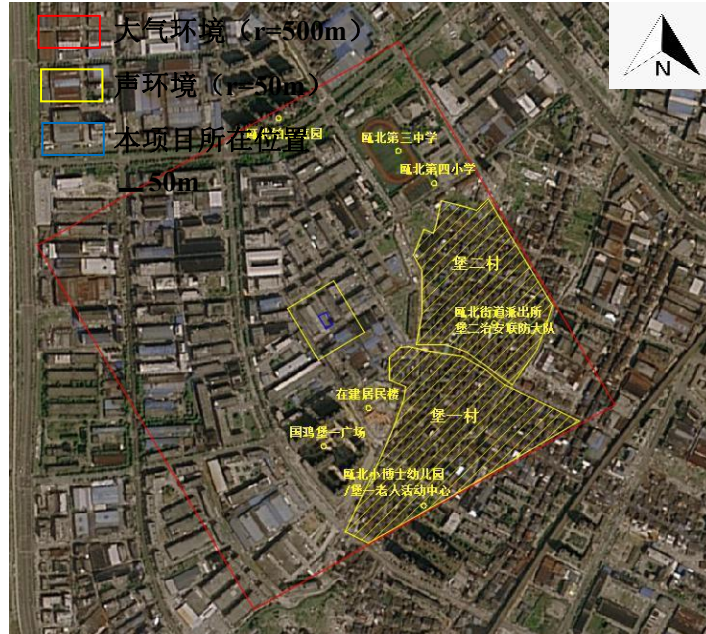 大气环境（r=500m）
声环境（r=50m）
本项目所在位置
50m
N
瓯北第三中学
瓯北第四小学
堡二村
瓯北街道派出所
堡二治安联防大队
在建居民楼
堡一村
国鸿堡一广场
瓯北小博士幼儿园
/堡一老人活动中心